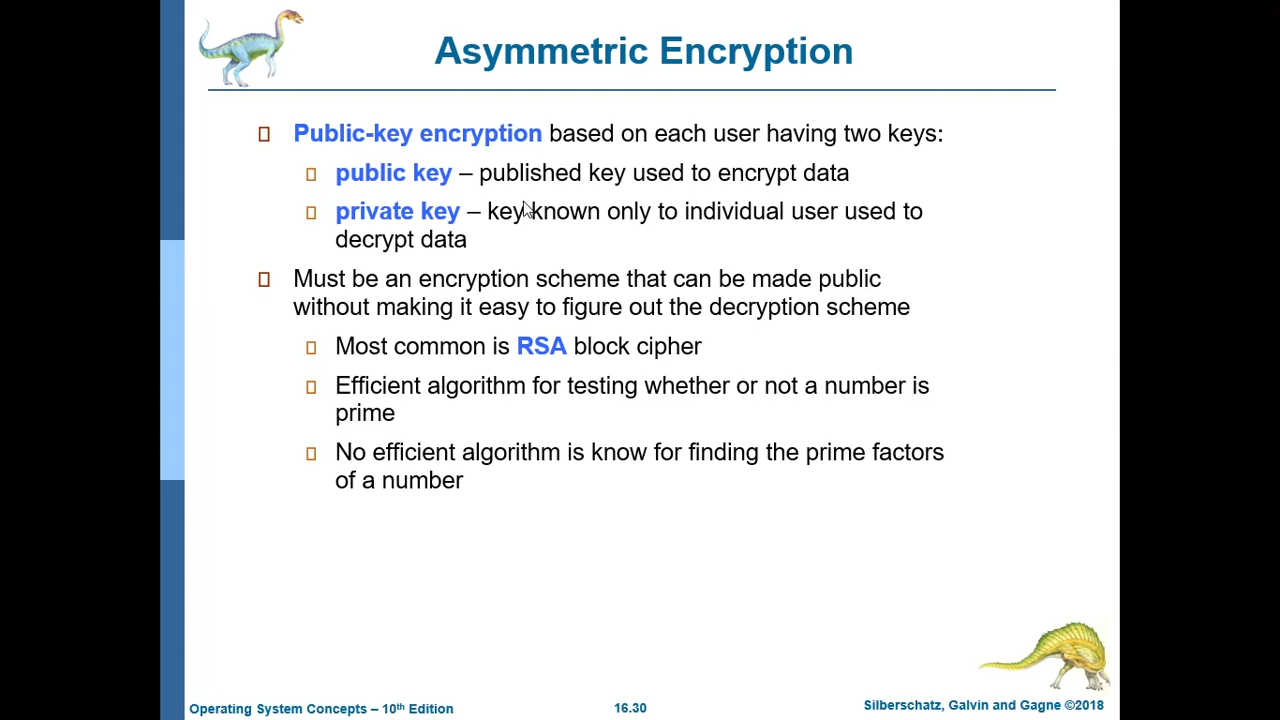 Asymmetric Encryption
Public-key encryption based on each user having two keys:
public key – published key used to encrypt data
private key – key known only to individual user used to
decrypt data
Must be an encryption scheme that can be made public
without making it easy to figure out the decryption scheme
Most common is RSA block cipher
Efficient algorithm for testing whether or not a number is
prime
No efficient algorithm is know for finding the prime factors
of a number
Operating System Concepts – 10th Edition
16.30
Silberschatz, Galvin and Gagne ©2018